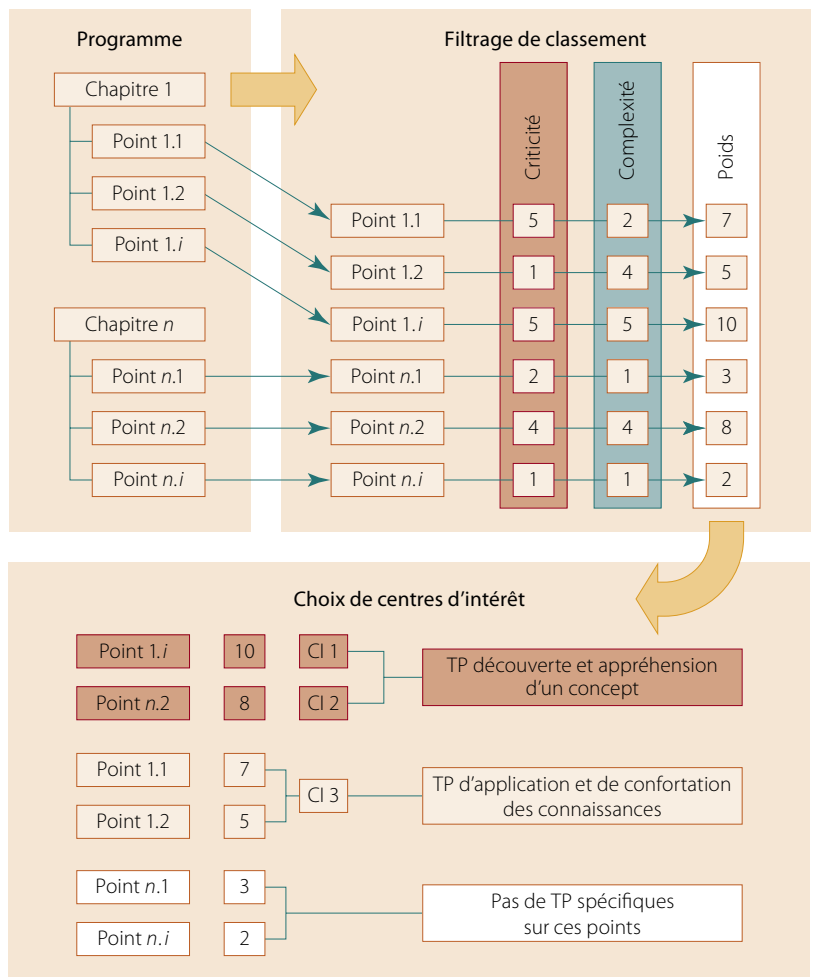 Programme
Chapitre 1
Point 1.1
Point 1.2
Point 1.i
Chapitre n
Point n.1
Point n.2
Point n.i
Filtrage de classement
Criticité
Complexité
Poids
Point 1.1 5 2 7
Point 1.2 1 4 5
Point 1.i 5 5 10
Point n.1 2 1 3
Point n.2 4 4 8
Point n.i 1 1 2
Choix de centres d'intérêt
Point 1.i 10 CI 1
Point n.2 8 CI 2
TP découverte et appréhension
d'un concept
Point 1.1 7
Point 1.2 5
CI 3
TP d'application et de confortation
des connaissances
Point n.1 3
Point n.i 2
Pas de TP spécifiques
sur ces points